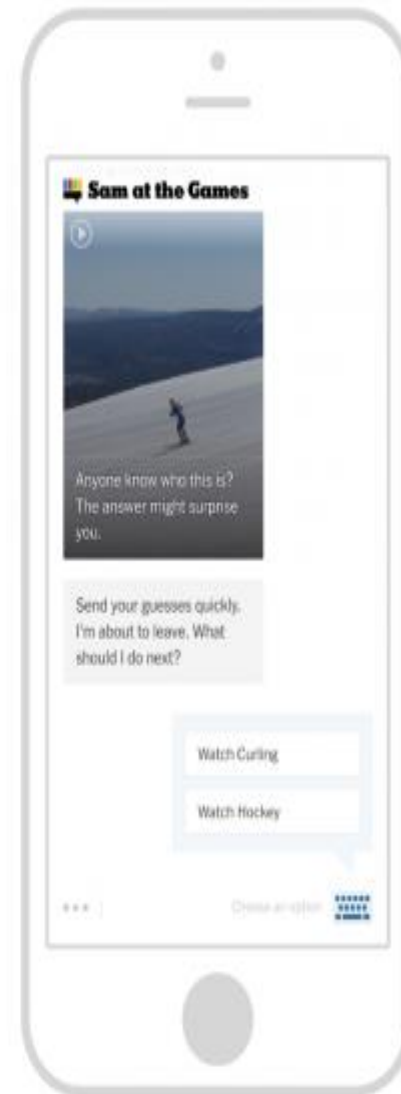 Sam at the Games
Anyone know who this is?
The answer might surprise
you.
Send your guesses quickly.
I'm about to leave. What
should I do next?
Watch Curling
Watch Hockey
Choose an option